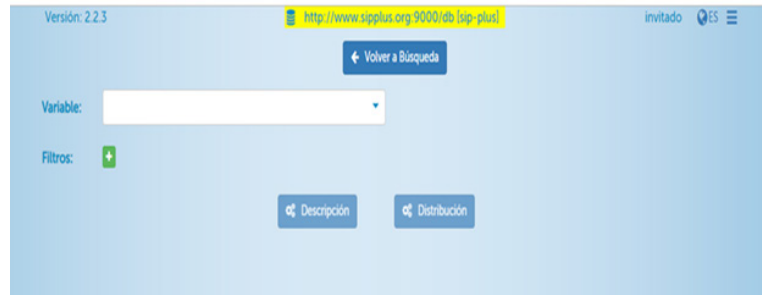 Versión: 2.2.3 http://www.sipplus.org:9000/db [sip-plus] invitado ES
Volver a Búsqueda
Variable:
Filtros:
Descripción Distribución